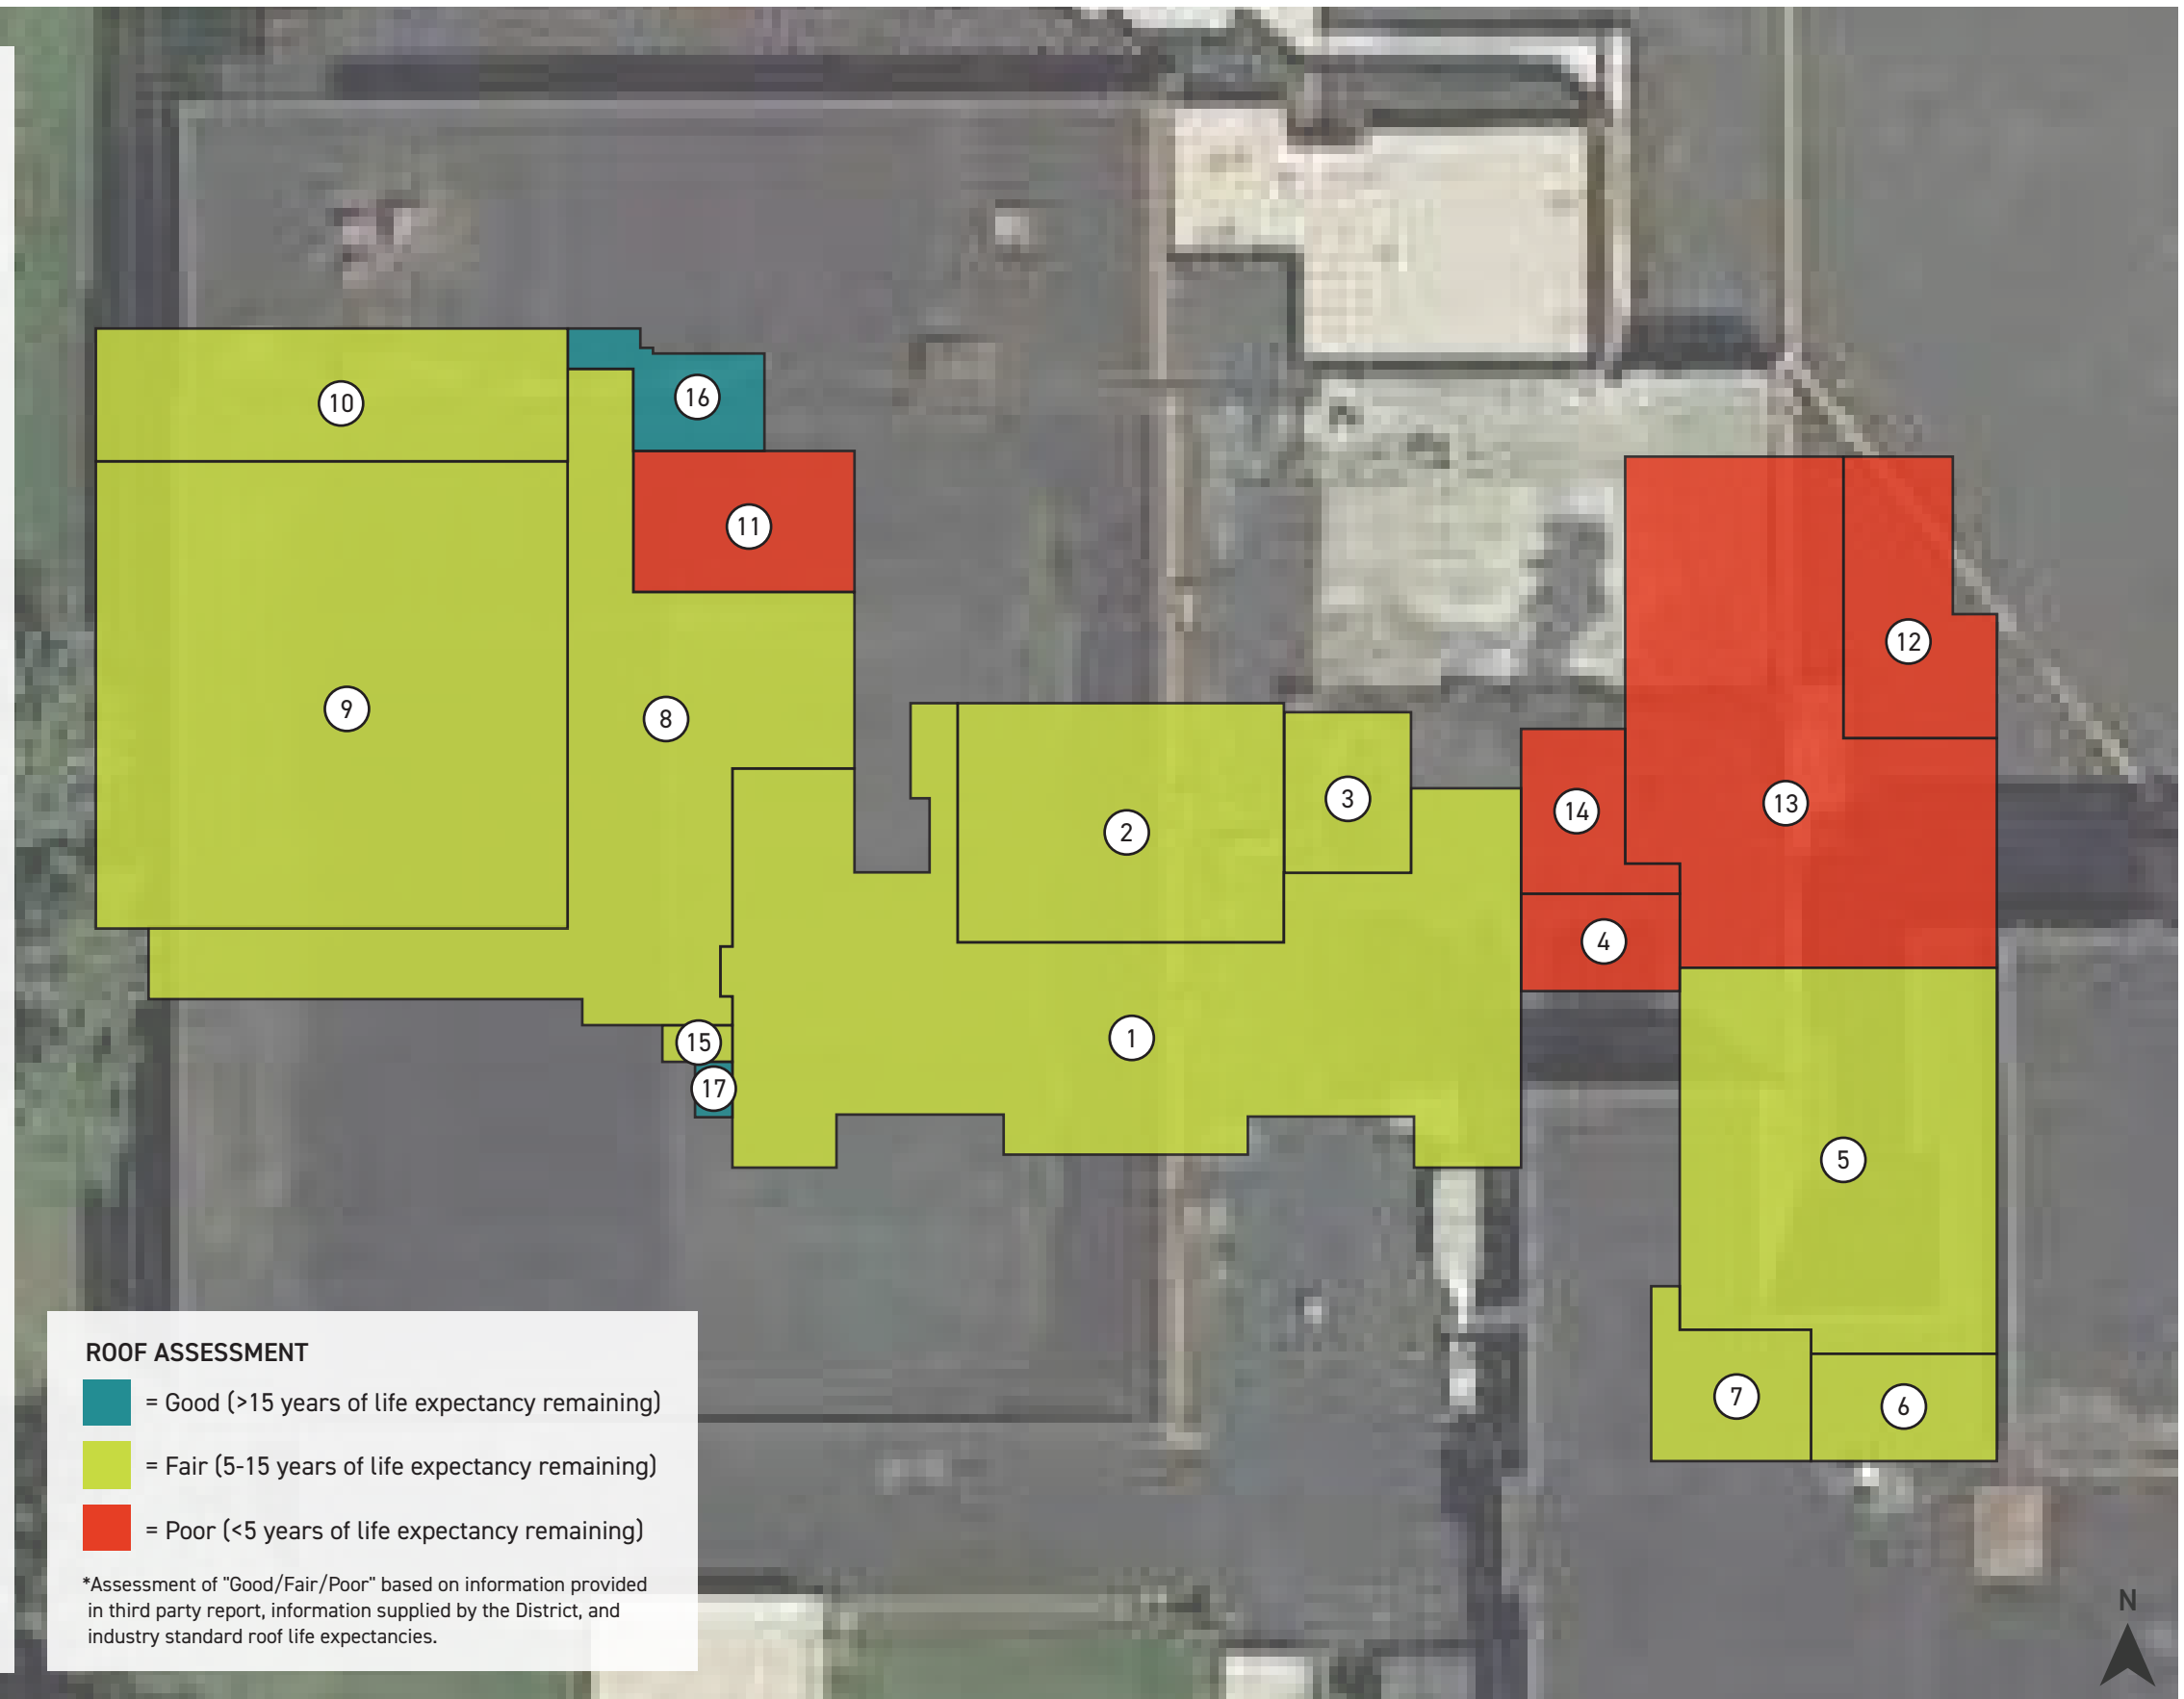 10
16
11
12
9
8
3
14
13
2
4
1
15
17
5
7
6
ROOF ASSESSMENT
= Good (>15 years of life expectancy remaining)
= Fair (5-15 years of life expectancy remaining)
= Poor (<5 years of life expectancy remaining)
*Assessment of "Good/Fair/Poor" based on information provided
in third party report, information supplied by the District, and
industry standard roof life expectancies.
N